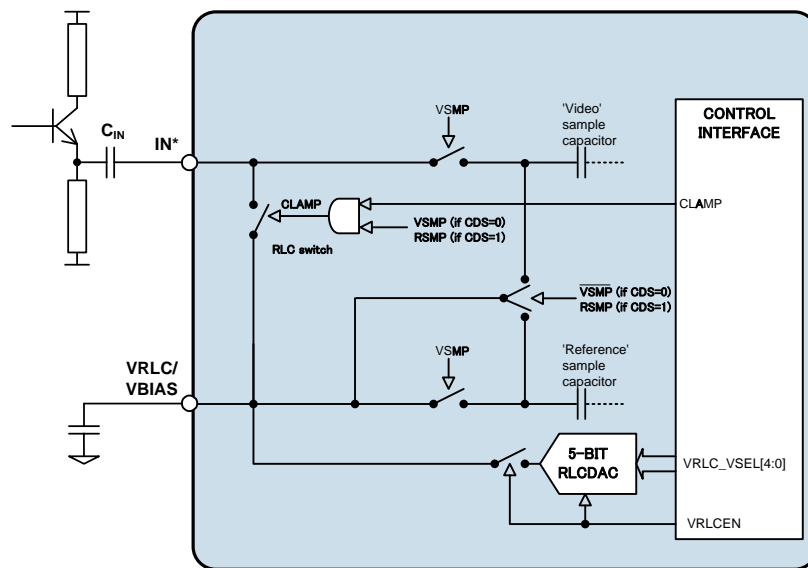 VSMP
'Video'
sample
capacitor
CONTROL
INTERFACE
CIN
IN*
CLAMP
VSMP (if CDS=0)
RSMP (if CDS=1)
CLAMP
RLC switch
VSMP (if CDS=0)
RSMP (if CDS=1)
VRLC/
VBIAS
VSMP
'Reference'
sample
capacitor
5-BIT
RLCDAC
VRLC_VSEL[4:0]
VRLCEN